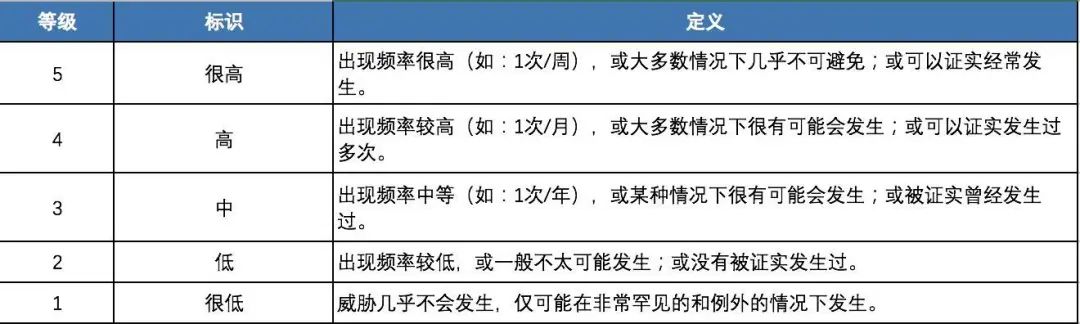 等级 标识 定义
5 很高 出现频率很高（如：1次/周），或大多数情况下几乎不可避免；或可以证实经常发
生。
4 高 出现频率较高（如：1次/月），或大多数情况下很有可能会发生；或可以证实发生过
多次。
3 中 出现频率中等（如：1次/年），或某种情况下很有可能会发生；或被证实曾经发生
过。
2 低 出现频率较低，或一般不太可能发生；或没有被证实发生过。
1 很低 威胁几乎不会发生，仅可能在非常罕见的和例外的情况下发生。